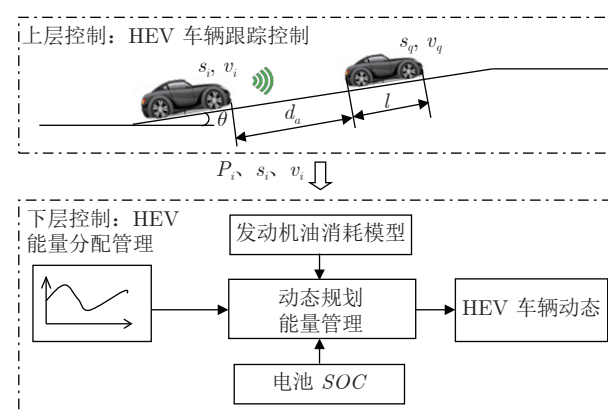 上层控制：HEV 车辆跟踪控制
s_i, v_i
s_q, v_q
θ
d_a
l
P_i、s_i、v_i
下层控制：HEV
能量分配管理
发动机油消耗模型
动态规划
能量管理
HEV 车辆动态
电池 SOC